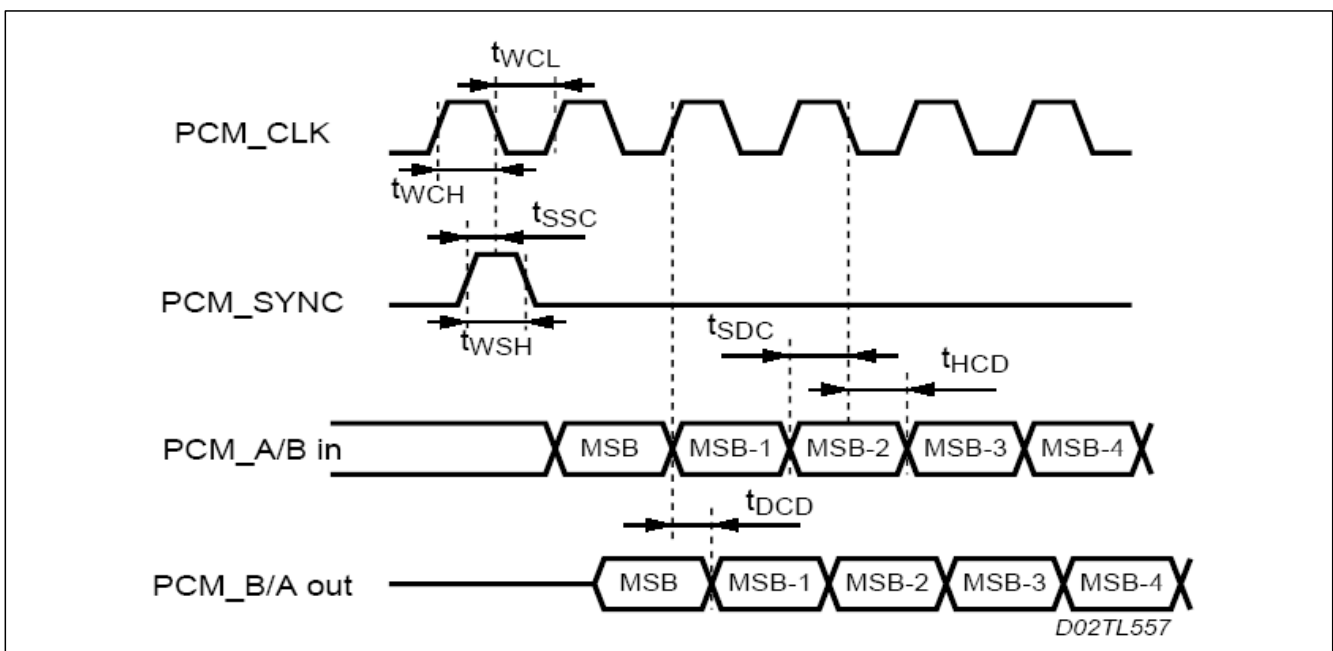 tWCL
PCM_CLK
tWCH
tSSC
PCM_SYNC
tWSH
tSDC
tHCD
PCM_A/B in
MSB MSB-1 MSB-2 MSB-3 MSB-4
tDCD
PCM_B/A out
MSB MSB-1 MSB-2 MSB-3 MSB-4
D02TL557